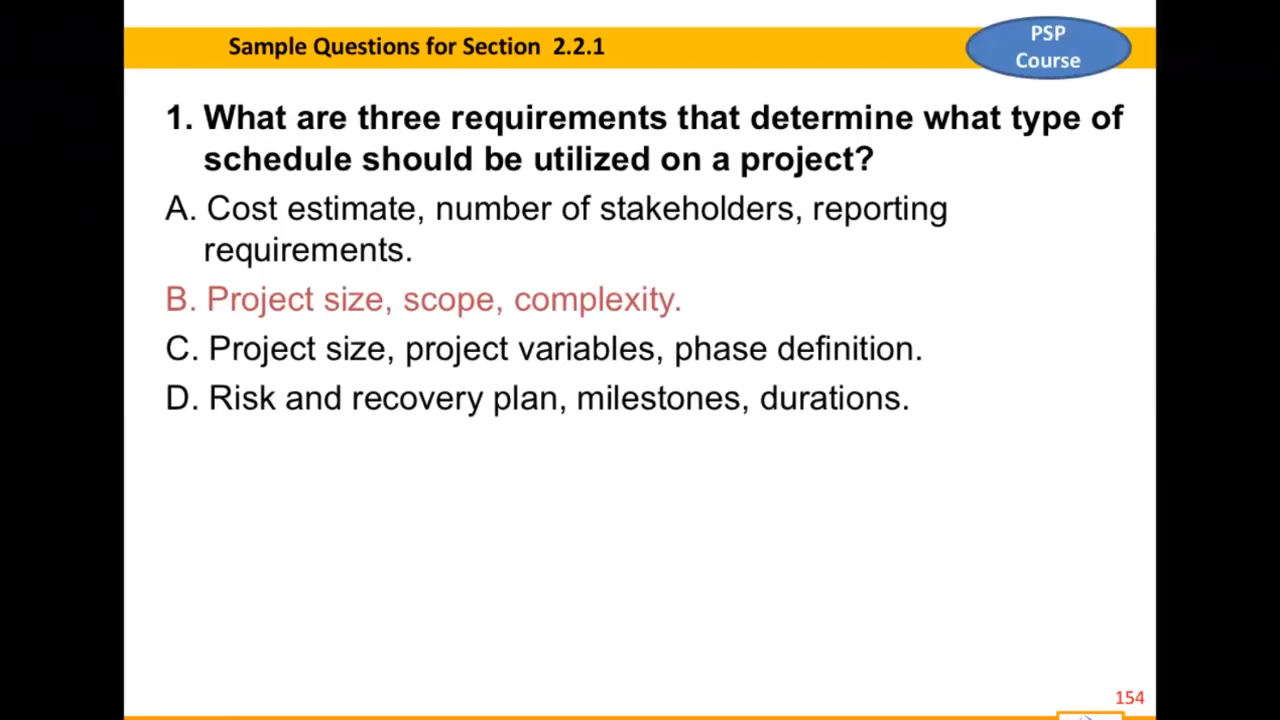 Sample Questions for Section 2.2.1
PSP
Course
1. What are three requirements that determine what type of
schedule should be utilized on a project?
A. Cost estimate, number of stakeholders, reporting
requirements.
B. Project size, scope, complexity.
C. Project size, project variables, phase definition.
D. Risk and recovery plan, milestones, durations.
154